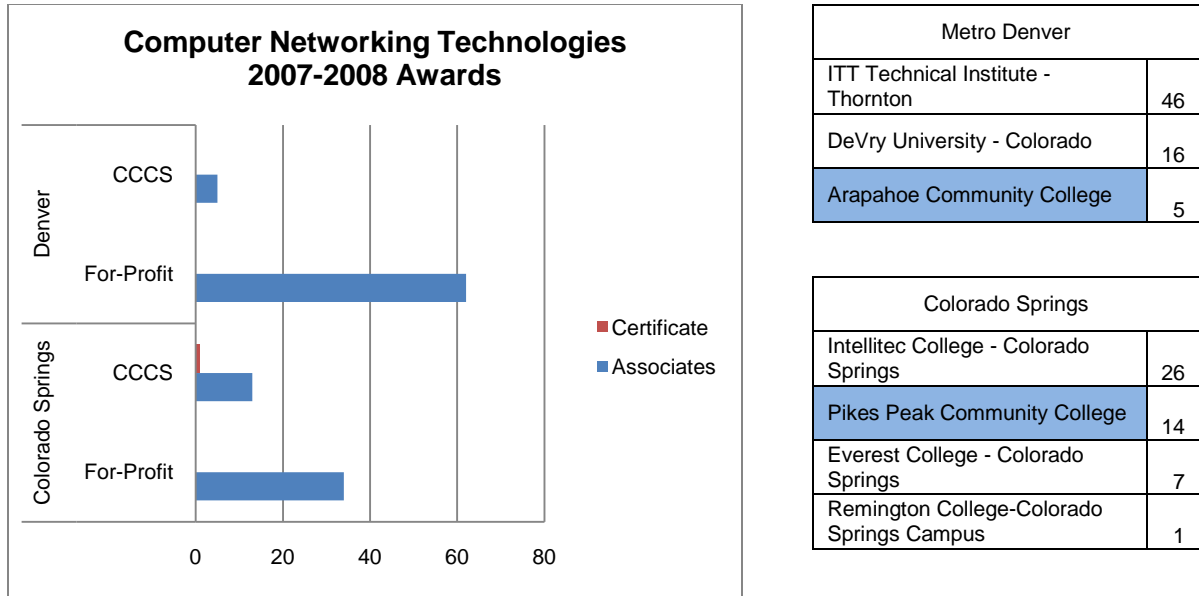 Computer Networking Technologies
2007-2008 Awards
Denver
CCCS
For-Profit
Colorado Springs
CCCS
For-Profit
0 20 40 60 80
Certificate
Associates
Metro Denver
ITT Technical Institute -
Thornton 46
DeVry University - Colorado 16
Arapahoe Community College 5
Colorado Springs
Intellitec College - Colorado
Springs 26
Pikes Peak Community College 14
Everest College - Colorado
Springs 7
Remington College-Colorado
Springs Campus 1